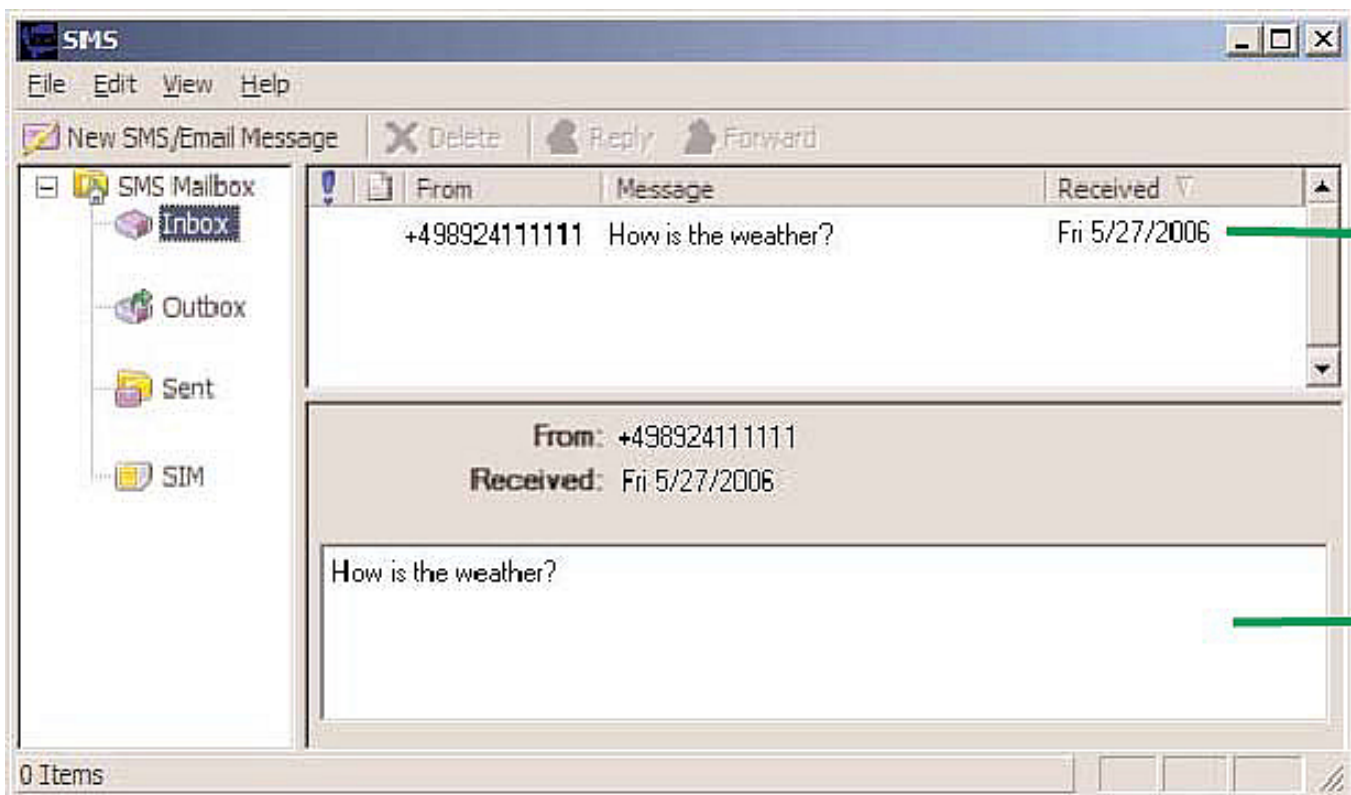 SMS
File Edit View Help
New SMS/Email Message Delete Reply Forward
SMS Mailbox
Inbox
Outbox
Sent
SIM
From Message Received
+498924111111 How is the weather? Fri 5/27/2006
From: +498924111111
Received: Fri 5/27/2006
How is the weather?
0 Items